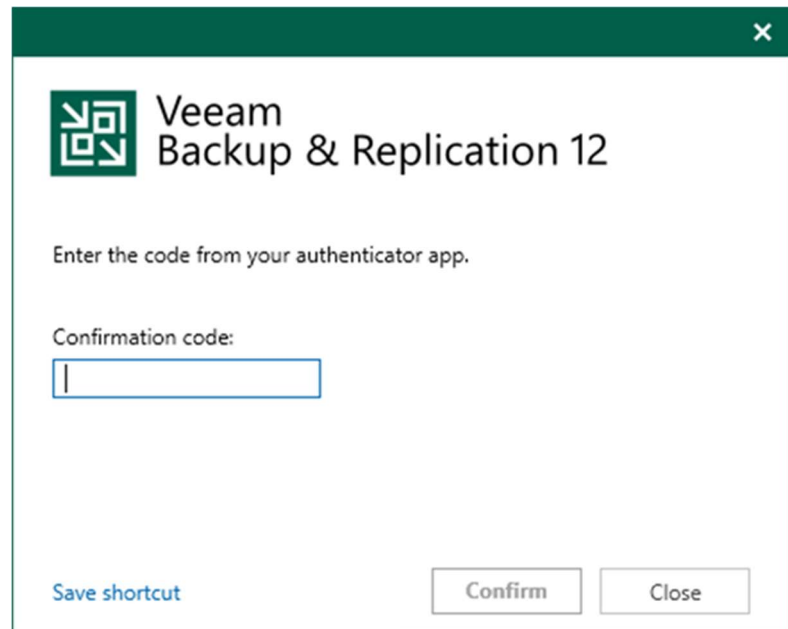 Veeam
Backup & Replication 12
Enter the code from your authenticator app.
Confirmation code:
Save shortcut
Confirm
Close